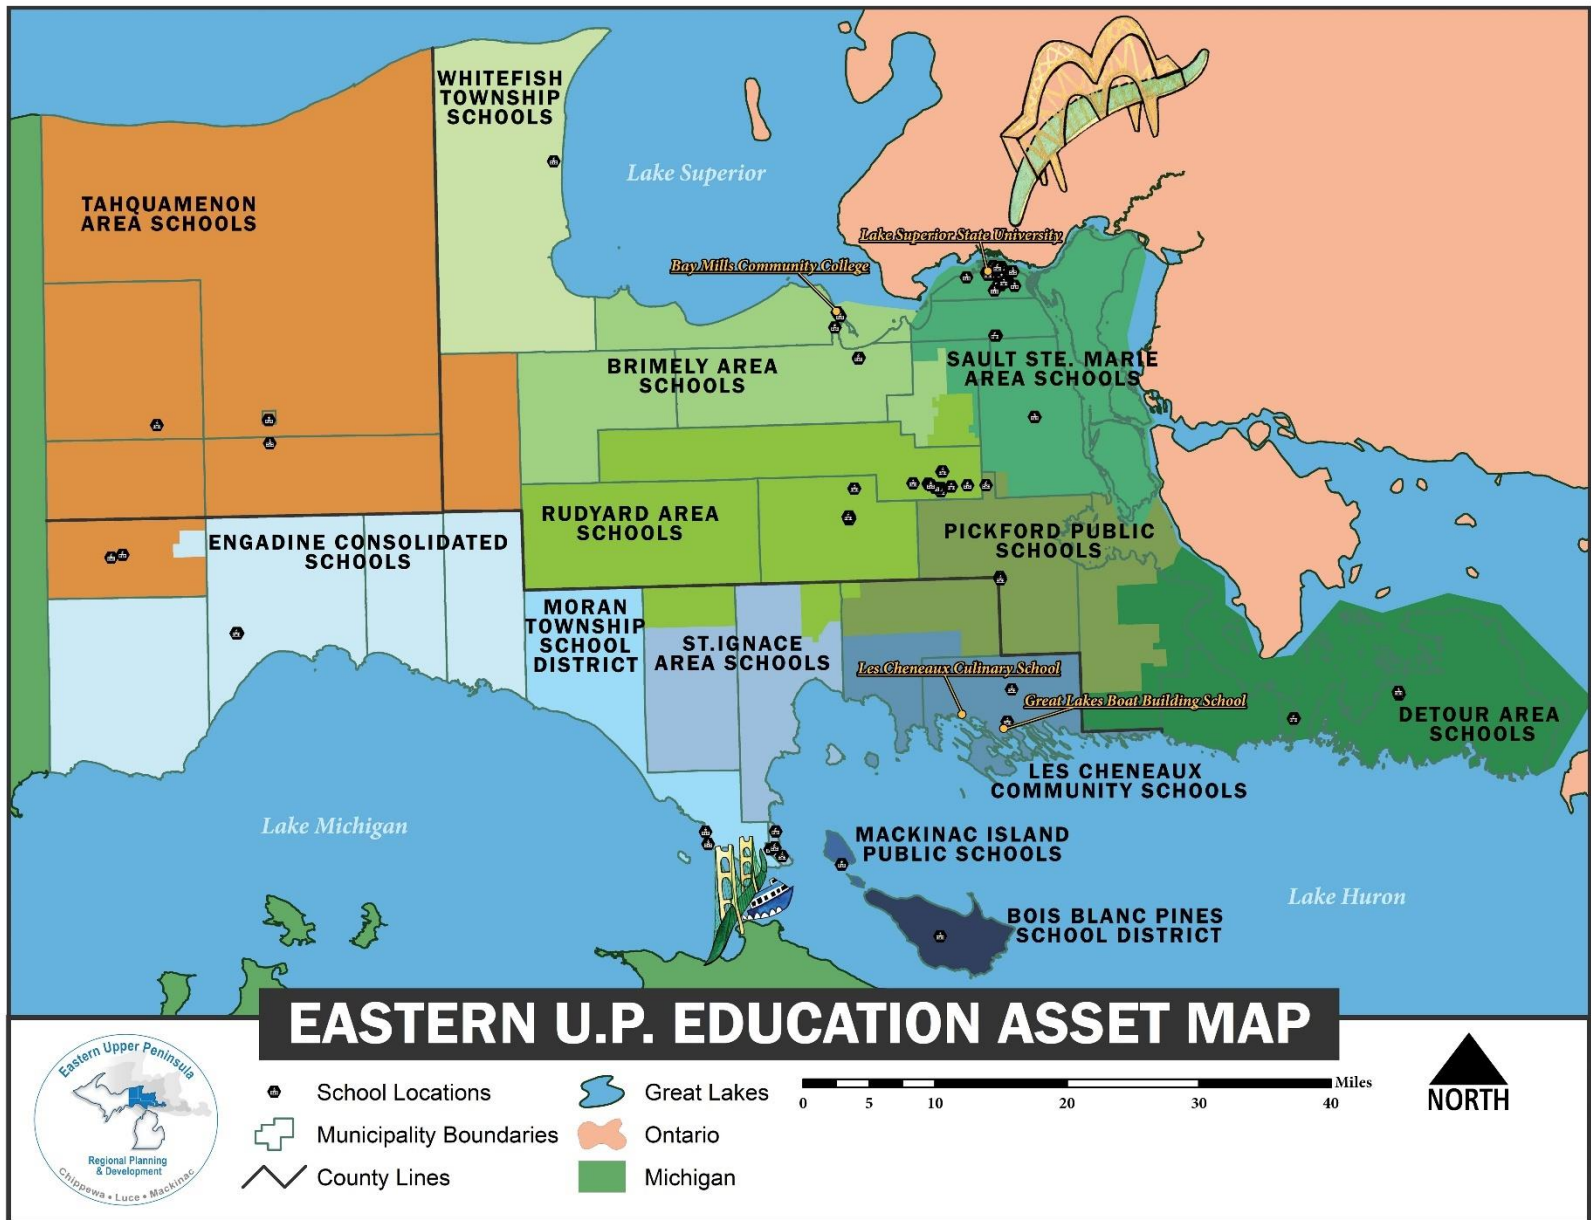 WHITEFISH
TOWNSHIP
SCHOOLS
Lake Superior
TAHQUAMENON
AREA SCHOOLS
Lake Superior State University
Bay Mills Community College
BRIMELY AREA
SCHOOLS
SAULT STE. MARIE
AREA SCHOOLS
RUDYARD AREA
SCHOOLS
PICKFORD PUBLIC
SCHOOLS
ENGADINE CONSOLIDATED
SCHOOLS
MORAN
TOWNSHIP
SCHOOL
DISTRICT
ST.IGNACE
AREA SCHOOLS
Les Cheneaux Culinary School
Great Lakes Boat Building School
DETOUR AREA
SCHOOLS
LES CHENEAUX
COMMUNITY SCHOOLS
Lake Michigan
MACKINAC ISLAND
PUBLIC SCHOOLS
Lake Huron
BOIS BLANC PINES
SCHOOL DISTRICT
EASTERN U.P. EDUCATION ASSET MAP
Eastern Upper Peninsula
Regional Planning
& Development
Chippewa • Luce • Mackinac
School Locations
Municipality Boundaries
County Lines
Great Lakes
Ontario
Michigan
Miles
0 5 10 20 30 40
NORTH